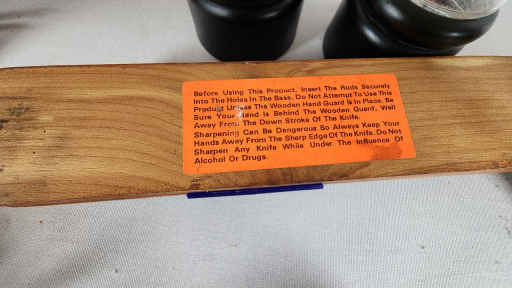 Before Using This Product, Insert The Rods Securely
Into The Holes In The Base. Do Not Attempt To Use This
Product Unless The Wooden Hand Guard Is In Place. Be
Sure Your Hand Is Behind The Wooden Guard, Well
Away From The Down Stroke Of The Knife.
Sharpening Can Be Dangerous So Always Keep Your
Hands Away From The Sharp Edge Of The Knife. Do Not
Sharpen Any Knife While Under The Influence Of
Alcohol Or Drugs.